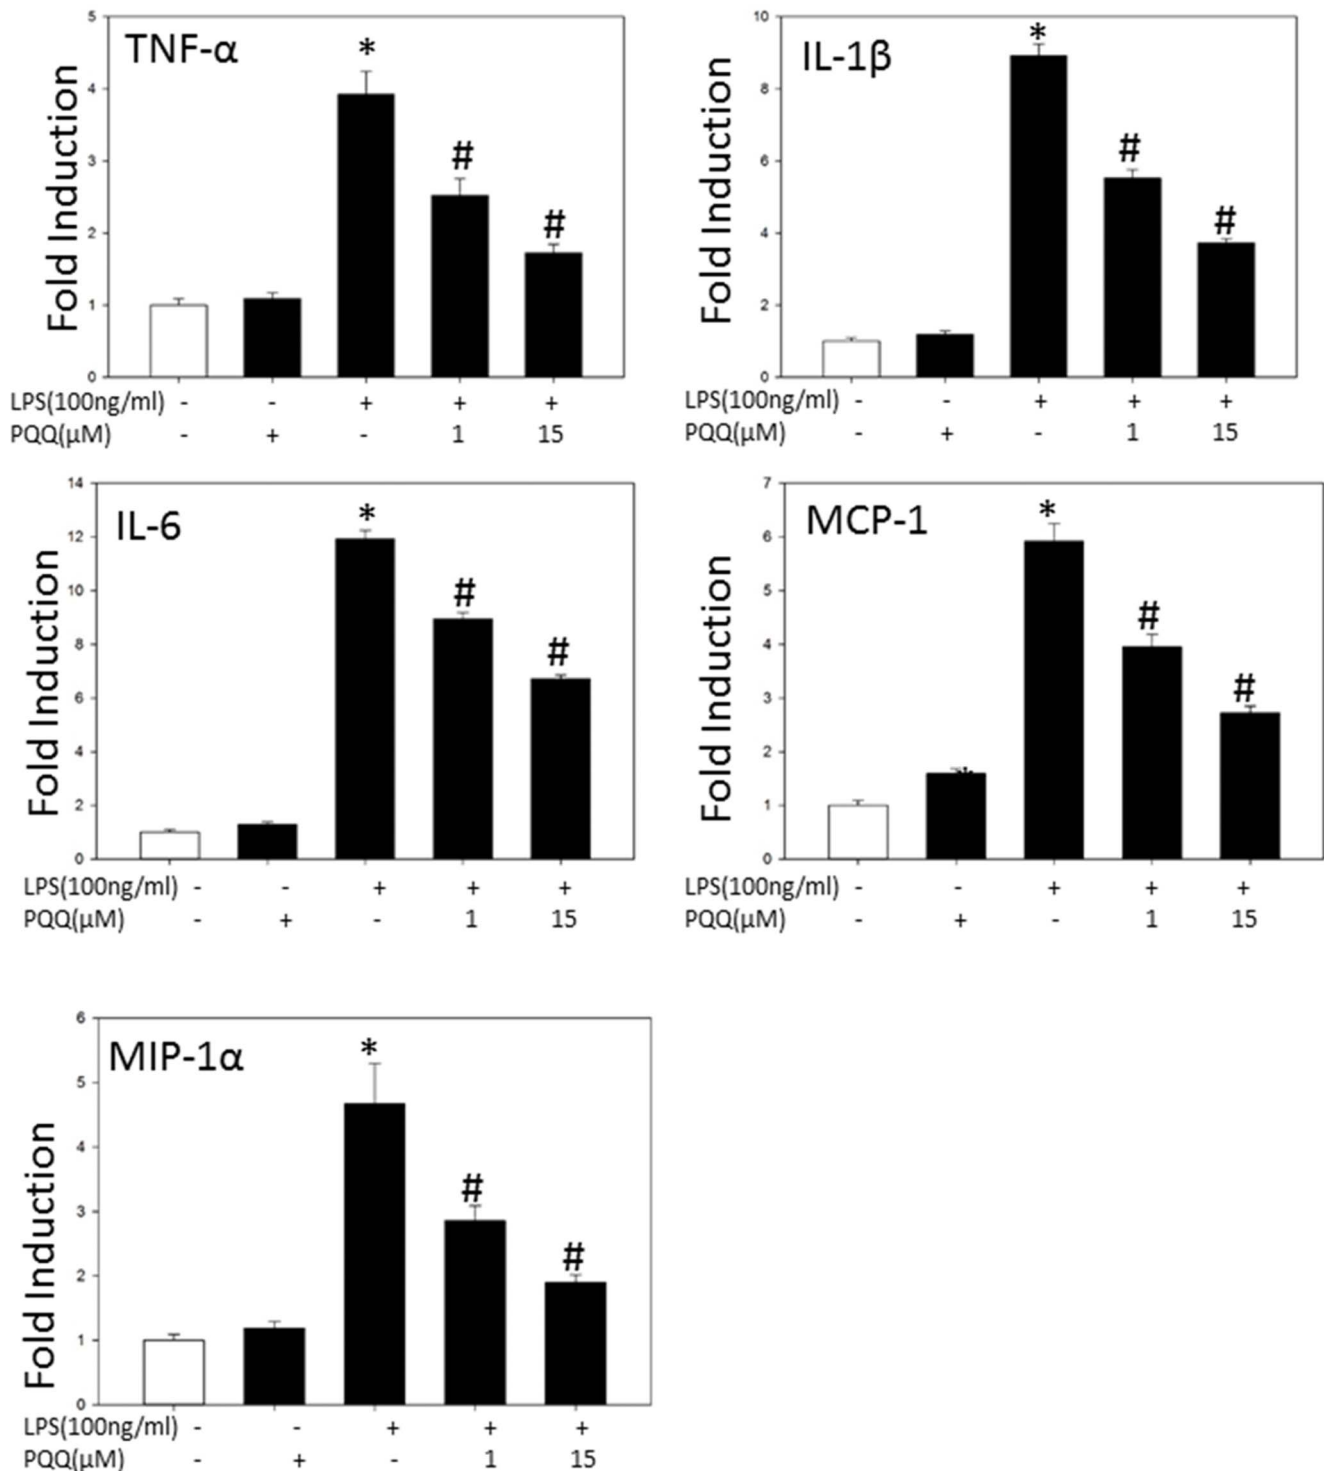 TNF-α
*
#
#
Fold Induction
5
4
3
2
1
0
LPS(100ng/ml) - - + + +
PQQ(μM) - + - 1 15
IL-1β
*
#
#
Fold Induction
10
8
6
4
2
0
LPS(100ng/ml) - - + + +
PQQ(μM) - + - 1 15
IL-6
*
#
#
Fold Induction
14
12
10
8
6
4
2
0
LPS(100ng/ml) - - + + +
PQQ(μM) - + - 1 15
MCP-1
*
#
#
Fold Induction
7
6
5
4
3
2
1
0
*
LPS(100ng/ml) - - + + +
PQQ(μM) - + - 1 15
MIP-1α
*
#
#
Fold Induction
6
5
4
3
2
1
0
LPS(100ng/ml) - - + + +
PQQ(μM) - + - 1 15